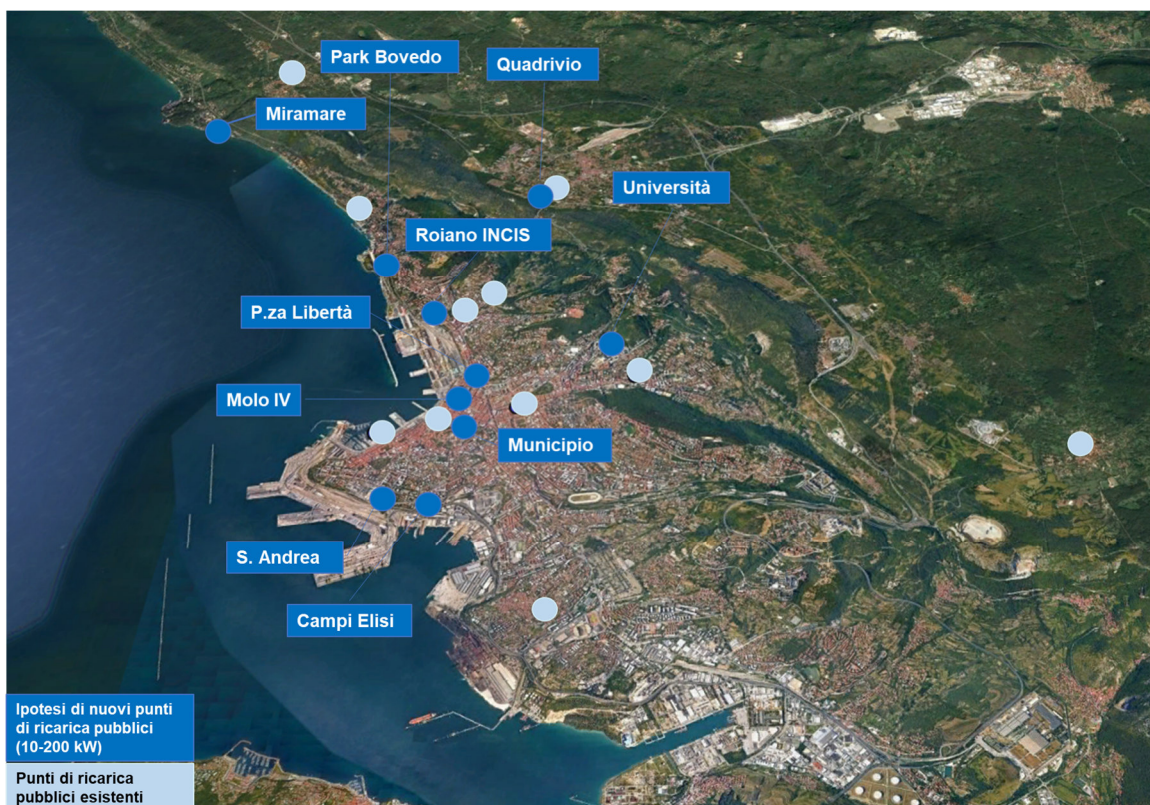 Park Bovedo
Quadrivio
Miramare
Università
Roiano INCIS
P.za Libertà
Molo IV
Municipio
S. Andrea
Campi Elisi
Ipotesi di nuovi punti
di ricarica pubblici
(10-200 kW)
Punti di ricarica
pubblici esistenti